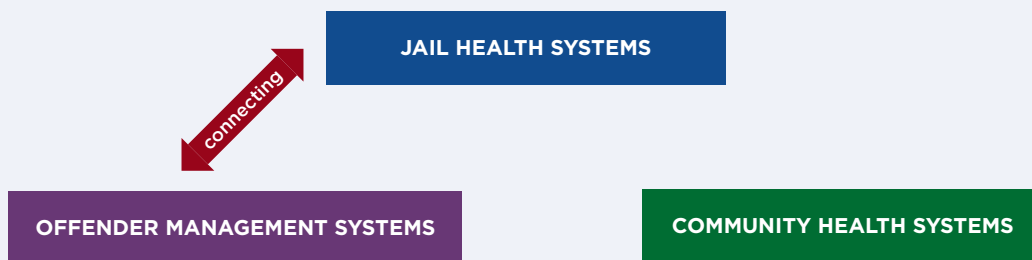 JAIL HEALTH SYSTEMS
connecting
OFFENDER MANAGEMENT SYSTEMS
COMMUNITY HEALTH SYSTEMS